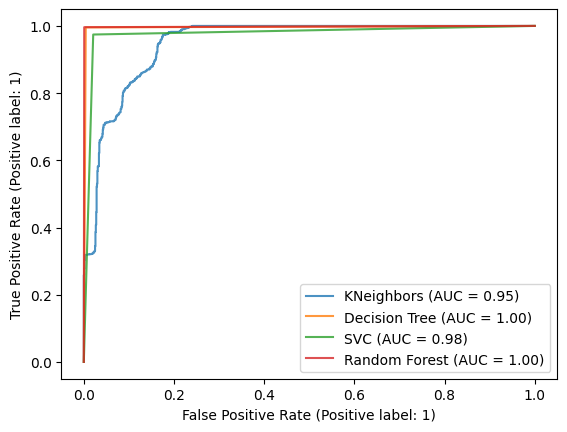 True Positive Rate (Positive label: 1)
1.0
0.8
0.6
0.4
0.2
0.0
KNeighbors (AUC = 0.95)
Decision Tree (AUC = 1.00)
SVC (AUC = 0.98)
Random Forest (AUC = 1.00)
0.0 0.2 0.4 0.6 0.8 1.0
False Positive Rate (Positive label: 1)